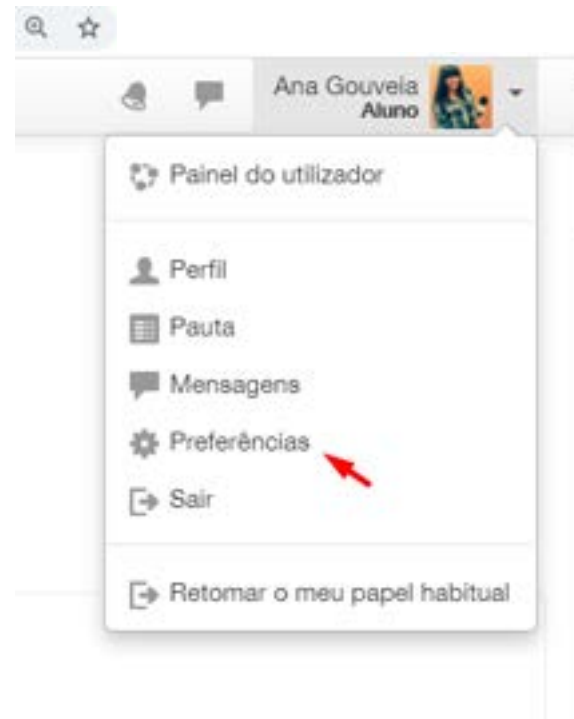 Ana Gouveia
Aluno
Painel do utilizador
Perfil
Pauta
Mensagens
Preferências
Sair
Retomar o meu papel habitual